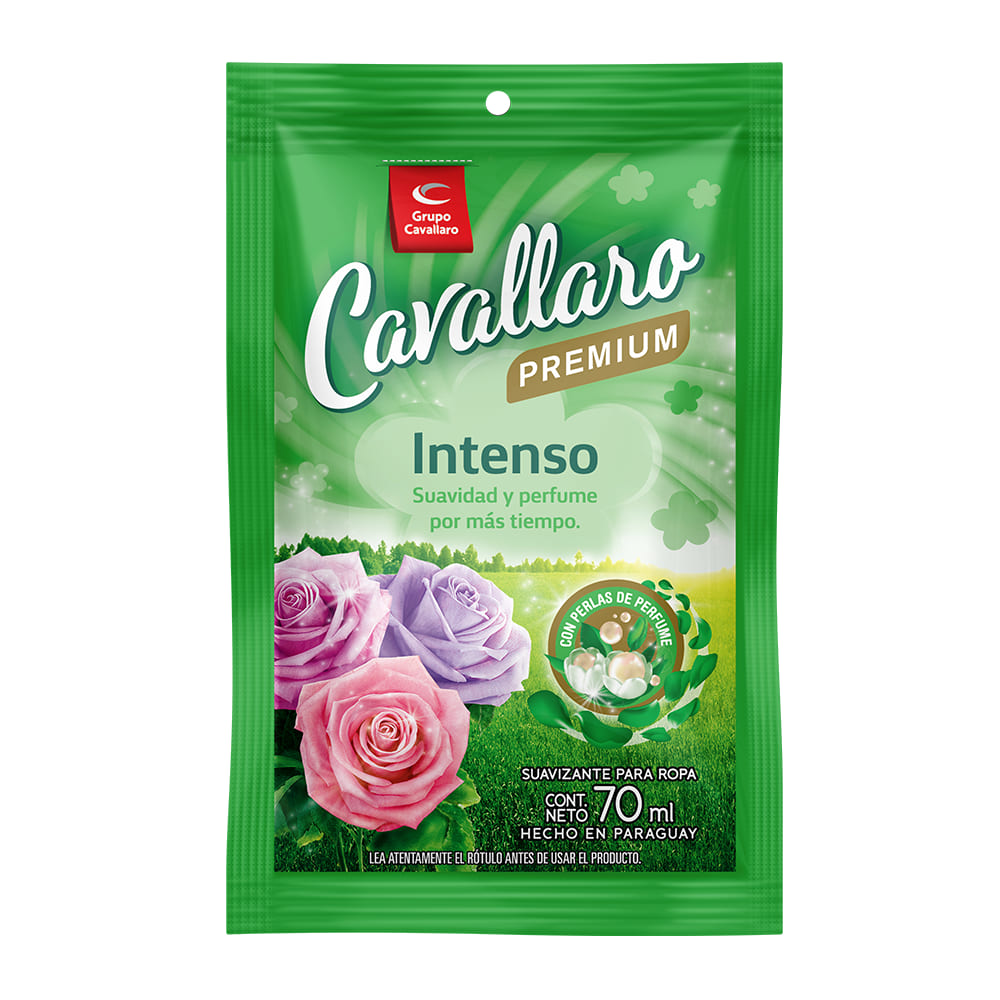 Grupo
Cavallaro
Cavallaro
PREMIUM
Intenso
Suavidad y perfume
por más tiempo.
CON PERLAS DE PERFUME
SUAVIZANTE PARA ROPA
CONT.
NETO 70 ml
HECHO EN PARAGUAY
LEA ATENTAMENTE EL RÓTULO ANTES DE USAR EL PRODUCTO.